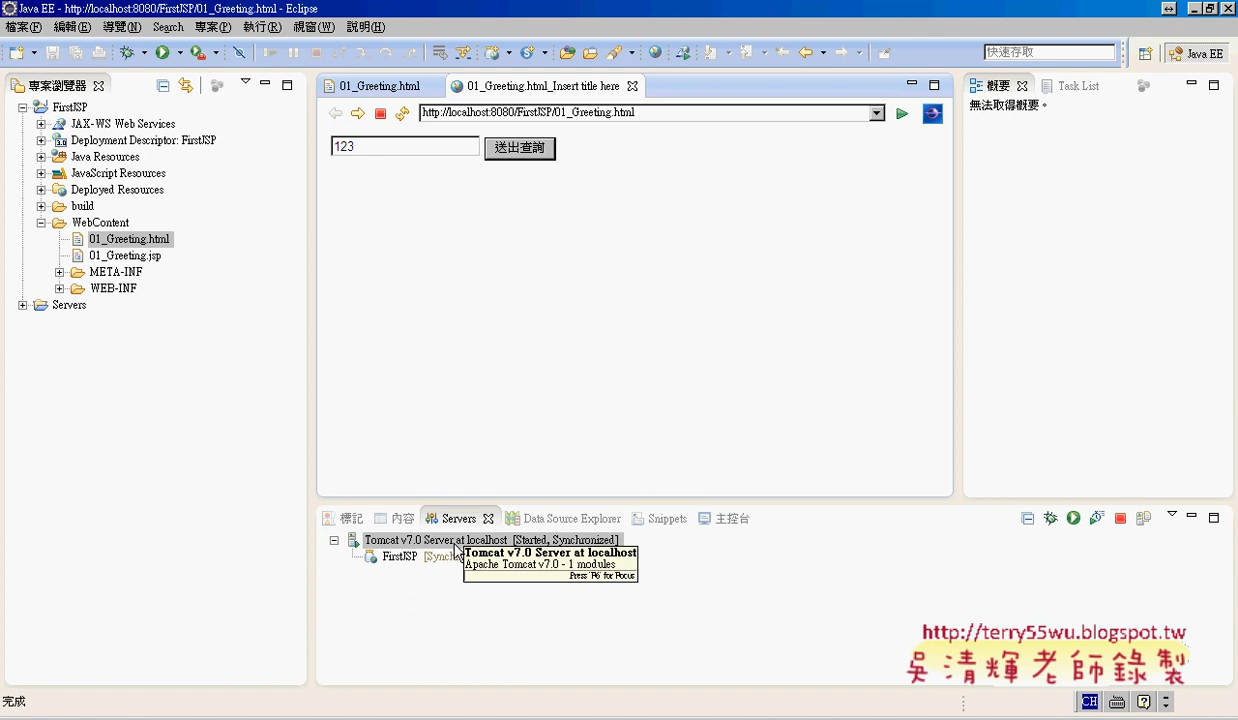 Java EE - http://localhost:8080/FirstJSP/01_Greeting.html - Eclipse
檔案(F) 編輯(E) 導覽(N) Search 專案(P) 執行(R) 視窗(W) 說明(H)
快速存取 Java EE
專案瀏覽器
FirstJSP
JAX-WS Web Services
Deployment Descriptor: FirstJSP
Java Resources
JavaScript Resources
Deployed Resources
build
WebContent
01_Greeting.html
01_Greeting.jsp
META-INF
WEB-INF
Servers
01_Greeting.html 01_Greeting.html_Insert title here
http://localhost:8080/FirstJSP/01_Greeting.html
123 送出查詢
概要 Task List
無法取得概要。
標記 內容 Servers Data Source Explorer Snippets 主控台
Tomcat v7.0 Server at localhost [Started, Synchronized]
FirstJSP
Tomcat v7.0 Server at localhost
Apache Tomcat v7.0 - 1 modules
Press 'F6' for Focus
http://terry55wu.blogspot.tw
吳清輝老師錄製
完成
CH